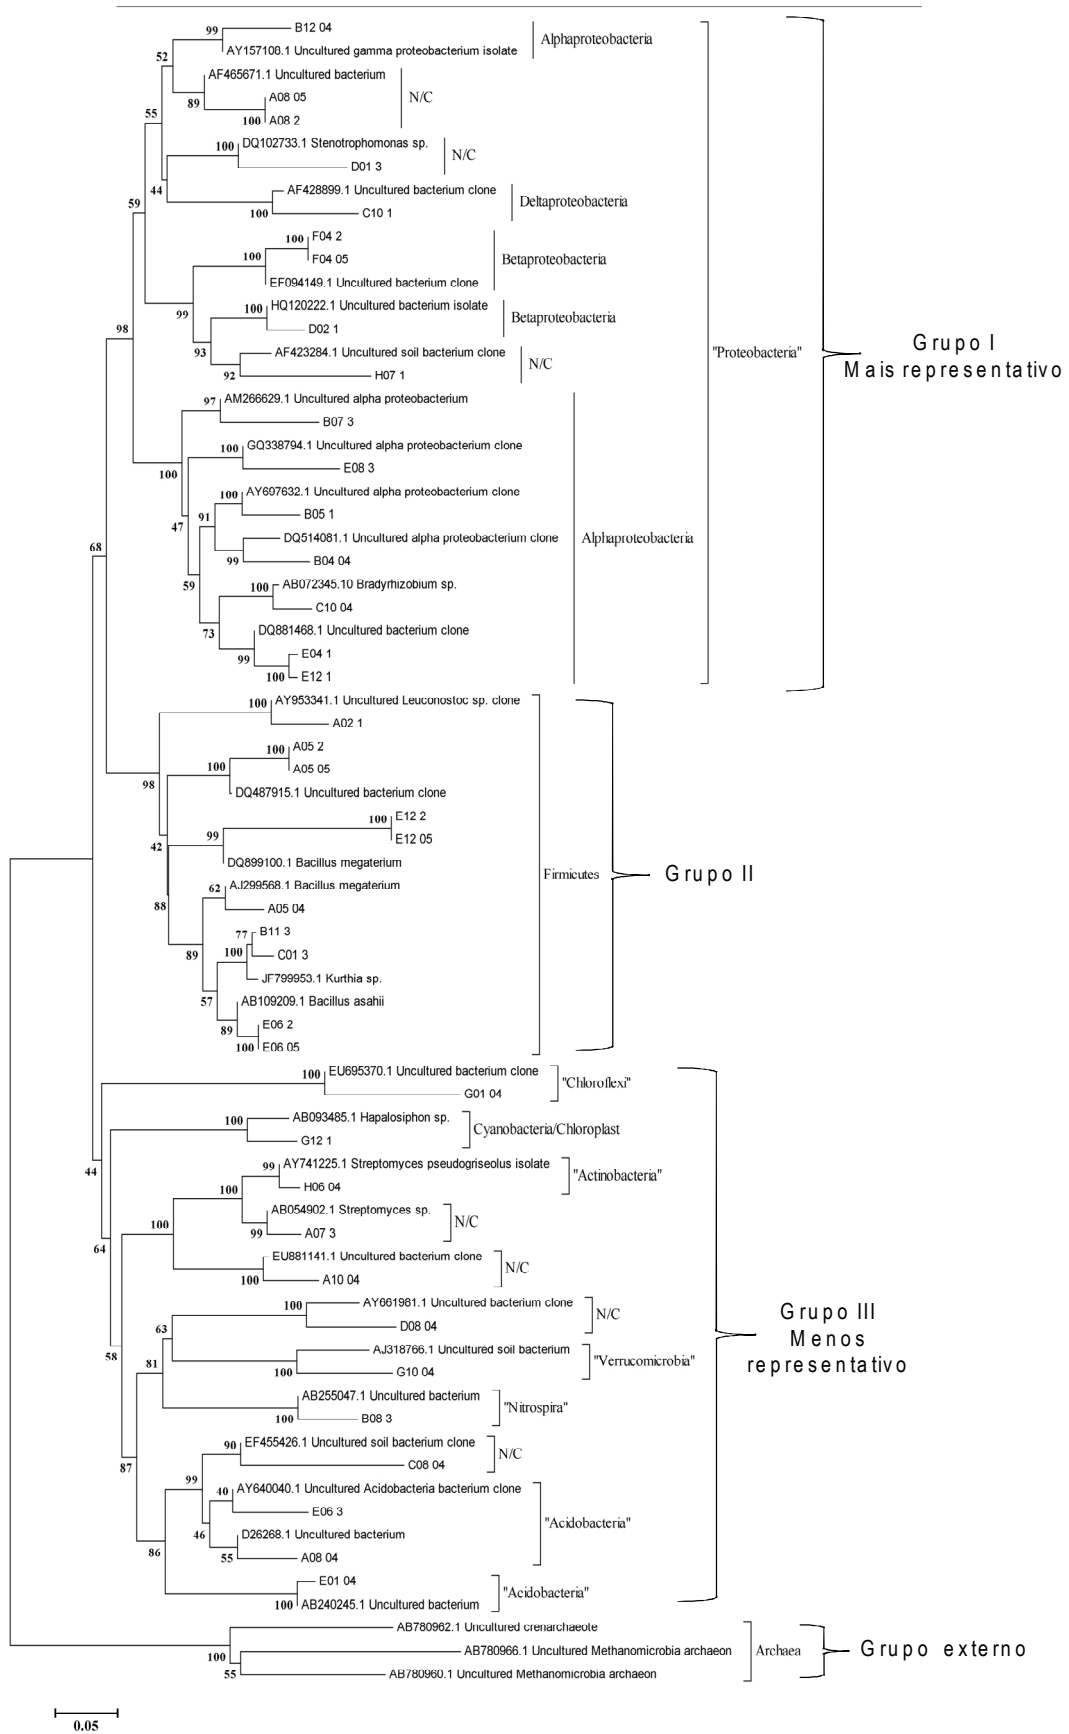 99
B12 04
AY157108.1 Uncultured gamma proteobacterium isolate
Alphaproteobacteria
52
AF465671.1 Uncultured bacterium
89
A08 05
100
A08 2
N/C
55
100
DQ102733.1 Stenotrophomonas sp.
D01 3
N/C
44
AF428899.1 Uncultured bacterium clone
100
C10 1
Deltaproteobacteria
59
100
F04 2
100
F04 05
EF094149.1 Uncultured bacterium clone
Betaproteobacteria
99
100
HQ120222.1 Uncultured bacterium isolate
D02 1
Betaproteobacteria
98
93
AF423284.1 Uncultured soil bacterium clone
92
H07 1
N/C
"Proteobacteria"
Grupo I
Mais representativo
97
AM266629.1 Uncultured alpha proteobacterium
B07 3
100
100
GQ338794.1 Uncultured alpha proteobacterium clone
E08 3
47
100
AY697632.1 Uncultured alpha proteobacterium clone
91
B05 1
DQ514081.1 Uncultured alpha proteobacterium clone
99
B04 04
Alphaproteobacteria
68
59
100
AB072345.10 Bradyrhizobium sp.
C10 04
73
DQ881468.1 Uncultured bacterium clone
99
E04 1
100
E12 1
100
AY953341.1 Uncultured Leuconostoc sp. clone
A02 1
98
100
A05 2
100
A05 05
DQ487915.1 Uncultured bacterium clone
42
100
E12 2
99
E12 05
DQ899100.1 Bacillus megaterium
Firmicutes
Grupo II
88
62
AJ299568.1 Bacillus megaterium
A05 04
89
77
B11 3
100
C01 3
JF799953.1 Kurthia sp.
57
AB109209.1 Bacillus asahii
89
E06 2
100
E06 05
100
EU695370.1 Uncultured bacterium clone
G01 04
"Chloroflexi"
100
AB093485.1 Hapalosiphon sp.
G12 1
Cyanobacteria/Chloroplast
44
99
AY741225.1 Streptomyces pseudogriseolus isolate
100
H06 04
"Actinobacteria"
AB054902.1 Streptomyces sp.
99
A07 3
N/C
100
64
EU881141.1 Uncultured bacterium clone
100
A10 04
N/C
100
AY661981.1 Uncultured bacterium clone
D08 04
N/C
63
Grupo III
Menos
representativo
58
81
AJ318766.1 Uncultured soil bacterium
100
G10 04
"Verrucomicrobia"
AB255047.1 Uncultured bacterium
100
B08 3
"Nitrospira"
90
EF455426.1 Uncultured soil bacterium clone
C08 04
N/C
87
99
40
AY640040.1 Uncultured Acidobacteria bacterium clone
E06 3
46
D26268.1 Uncultured bacterium
55
A08 04
"Acidobacteria"
86
E01 04
100
AB240245.1 Uncultured bacterium
"Acidobacteria"
AB780962.1 Uncultured crenarchaeote
100
AB780966.1 Uncultured Methanomicrobia archaeon
55
AB780960.1 Uncultured Methanomicrobia archaeon
Archaea
Grupo externo
0.05